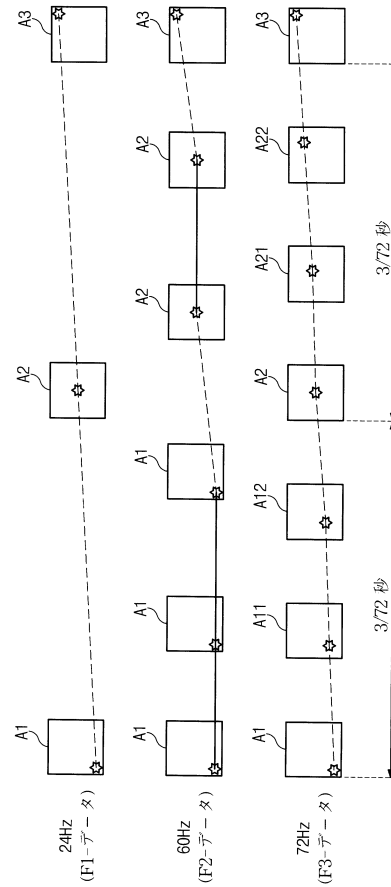 24Hz
(F1-データ)
A1
A2
A3
60Hz
(F2-データ)
A1
A1
A1
A2
A2
A3
72Hz
(F3-データ)
A1
A11
A12
A2
A21
A22
A3
3/72 秒
3/72 秒